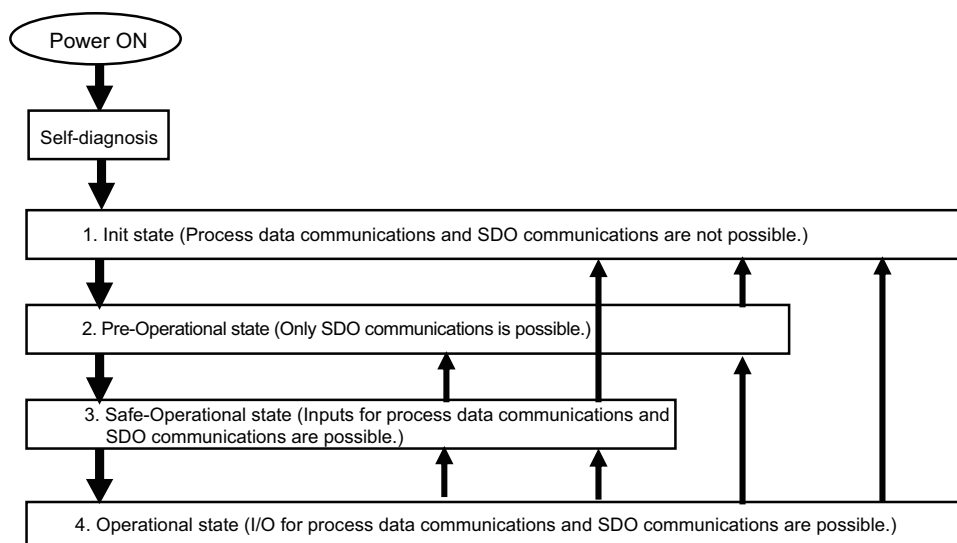 Power ON
Self-diagnosis
1. Init state (Process data communications and SDO communications are not possible.)
2. Pre-Operational state (Only SDO communications is possible.)
3. Safe-Operational state (Inputs for process data communications and
SDO communications are possible.)
4. Operational state (I/O for process data communications and SDO communications are possible.)